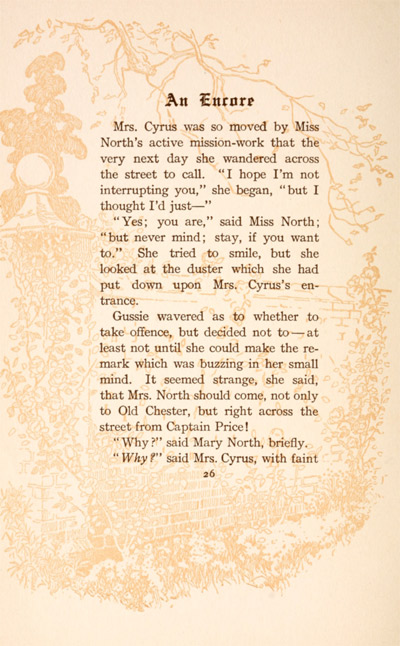 An Encore
Mrs. Cyrus was so moved by Miss
North's active mission-work that the
very next day she wandered across
the street to call. "I hope I'm not
interrupting you," she began, "but I
thought I'd just—"
"Yes; you are," said Miss North;
"but never mind; stay, if you want
to." She tried to smile, but she
looked at the duster which she had
put down upon Mrs. Cyrus's en-
trance.
Gussie wavered as to whether to
take offence, but decided not to—at
least not until she could make the re-
mark which was buzzing in her small
mind. It seemed strange, she said,
that Mrs. North should come, not only
to Old Chester, but right across the
street from Captain Price!
"Why?" said Mary North, briefly.
"Why?" said Mrs. Cyrus, with faint
26